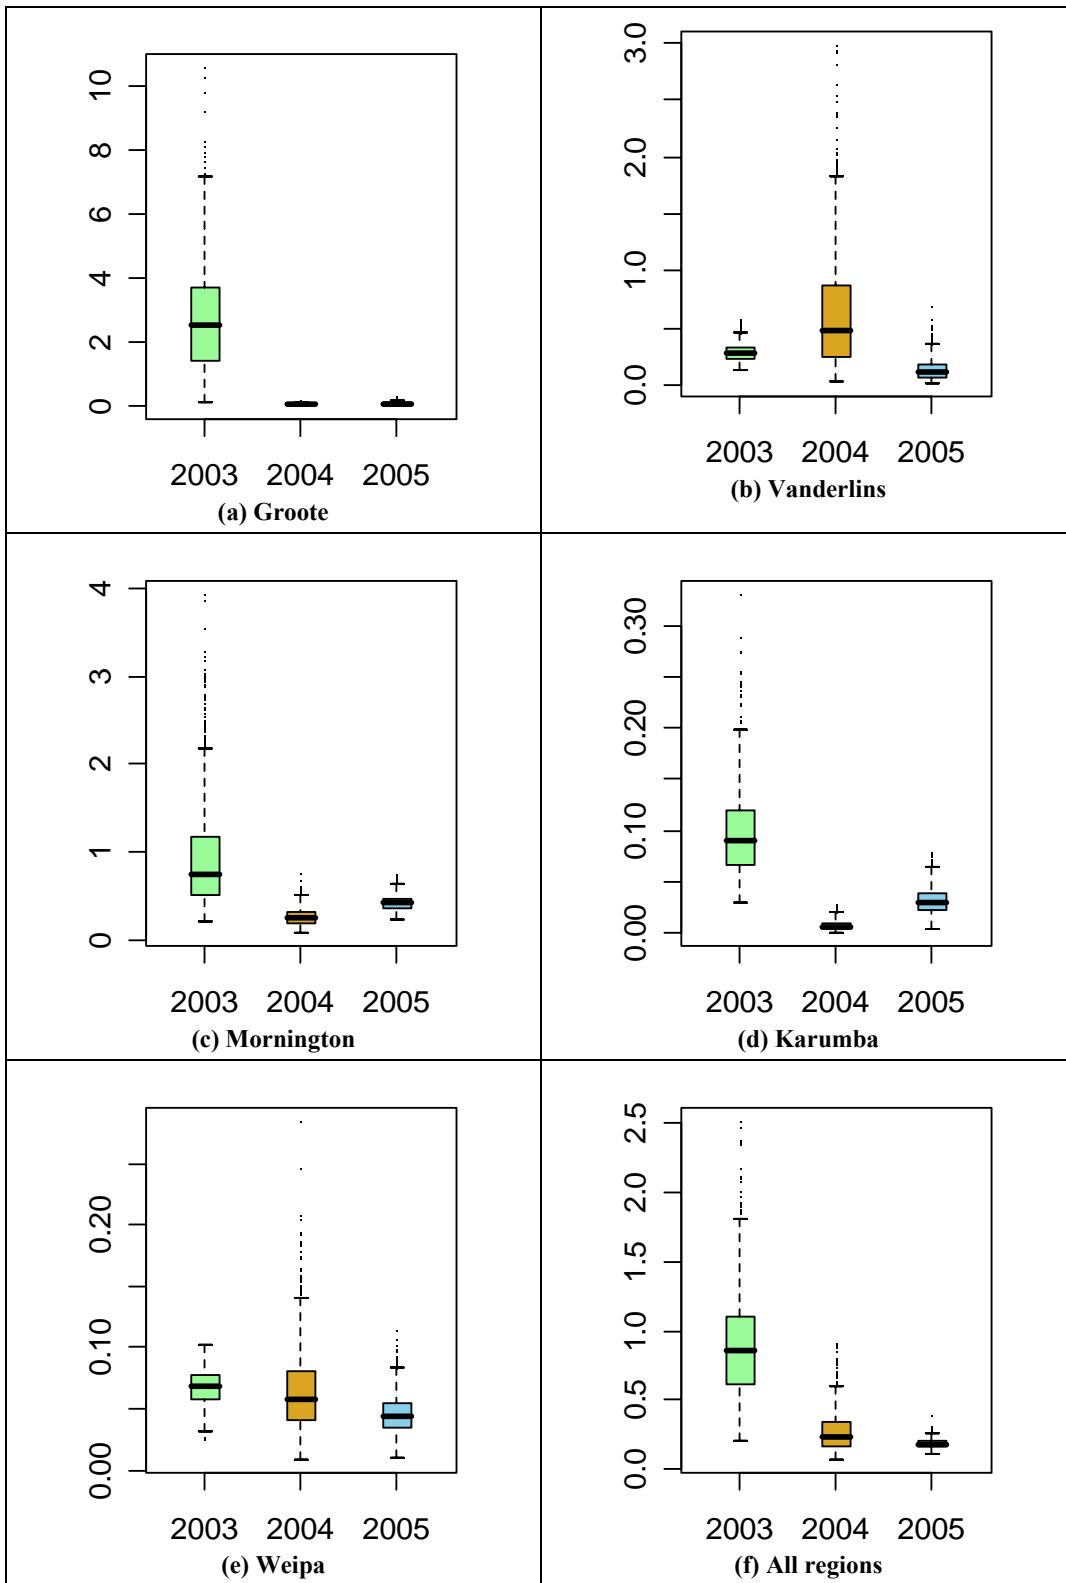 10
8
6
4
2
0
2003 2004 2005
(a) Groote
3.0
2.0
1.0
0.0
2003 2004 2005
(b) Vanderlins
4
3
2
1
0
2003 2004 2005
(c) Mornington
0.30
0.20
0.10
0.00
2003 2004 2005
(d) Karumba
0.20
0.10
0.00
2003 2004 2005
(e) Weipa
2.5
2.0
1.5
1.0
0.5
0.0
2003 2004 2005
(f) All regions